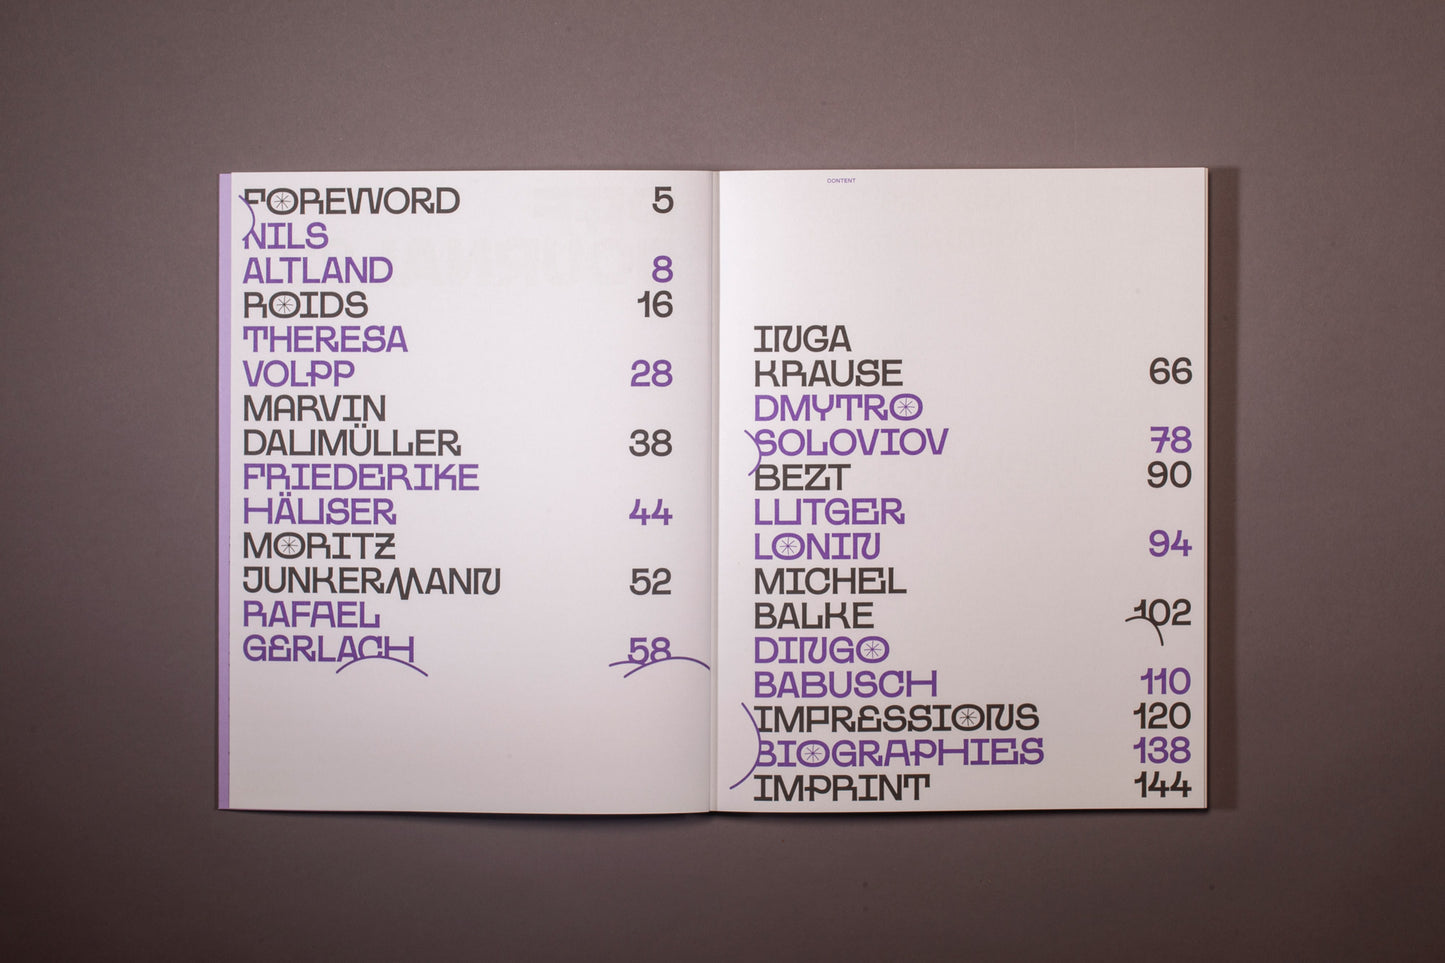 FOREWORD 5
NILS
ALTLAND 8
ROIDS 16
THERESA
VOLPP 28
MARVIN
DAUMÜLLER 38
FRIEDERIKE
HÄUSER 44
MORITZ
JUNKERMANN 52
RAFAEL
GERLACH 58
CONTENT
INGA
KRAUSE 66
DMYTRO
SOLOVIOV 78
BEZT 90
LUTGER
LONIN 94
MICHEL
BALKE 102
DINGO
BABUSCH 110
IMPRESSIONS 120
BIOGRAPHIES 138
IMPRINT 144